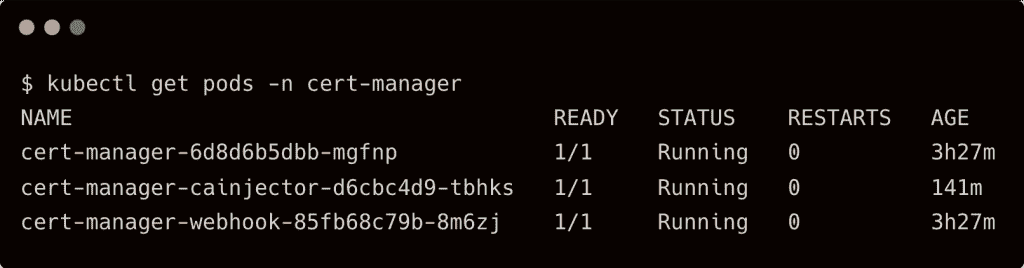 $ kubectl get pods -n cert-manager
NAME                                     READY   STATUS    RESTARTS   AGE
cert-manager-6d8d6b5dbb-mgfnp            1/1     Running   0          3h27m
cert-manager-cainjector-d6cbc4d9-tbhks   1/1     Running   0          141m
cert-manager-webhook-85fb68c79b-8m6zj    1/1     Running   0          3h27m